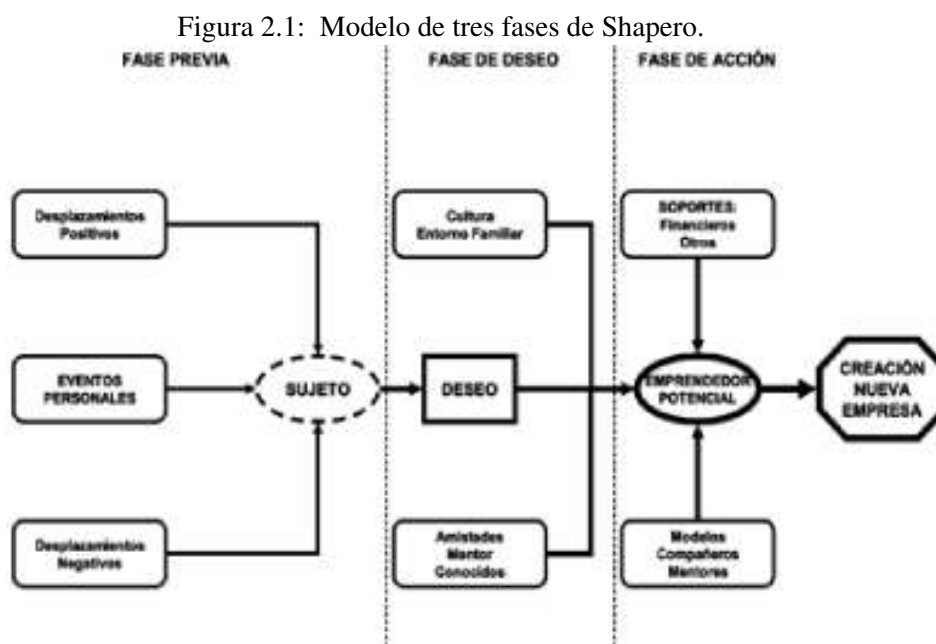 Figura 2.1: Modelo de tres fases de Shapero.
FASE PREVIA
FASE DE DESEO
FASE DE ACCIÓN
Desplazamientos
Positivos
Cultura
Entorno Familiar
SOPORTES:
Financieros
Otros
EVENTOS
PERSONALES
SUJETO
DESEO
EMPRENDEDOR
POTENCIAL
CREACIÓN
NUEVA
EMPRESA
Desplazamientos
Negativos
Amistades
Mentor
Conocidos
Modelos
Compañeros
Mentores